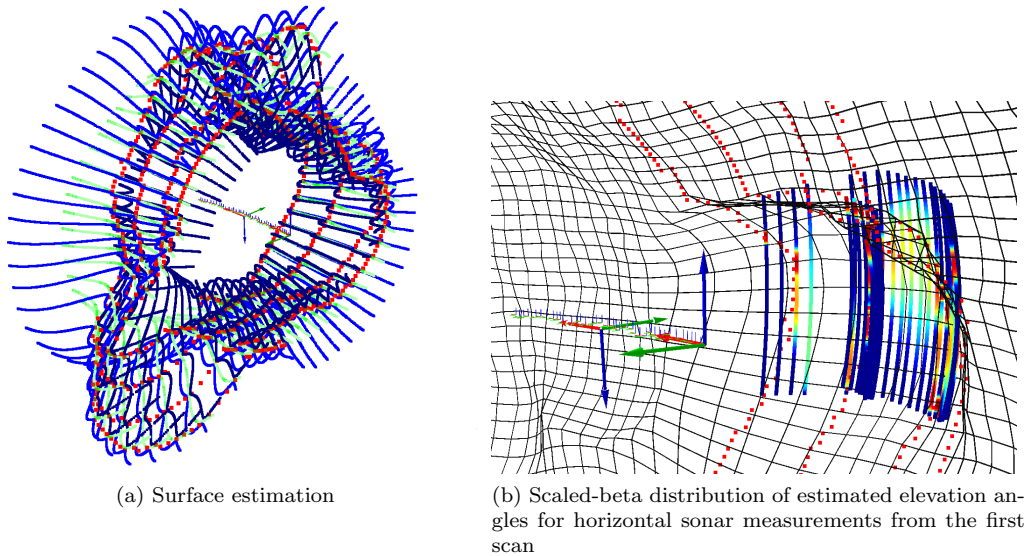 (a) Surface estimation
(b) Scaled-beta distribution of estimated elevation an-
gles for horizontal sonar measurements from the first
scan